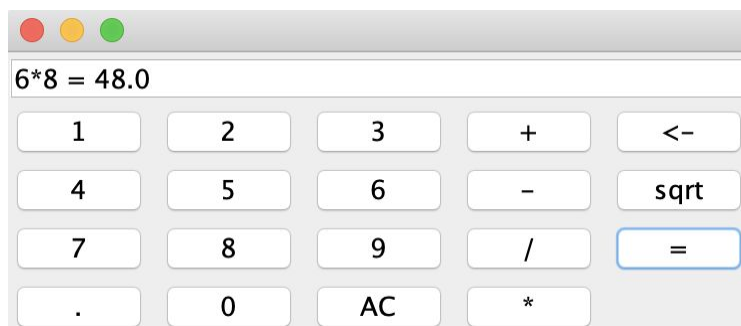 6*8 = 48.0
1 2 3 + <-
4 5 6 - sqrt
7 8 9 / =
. 0 AC *